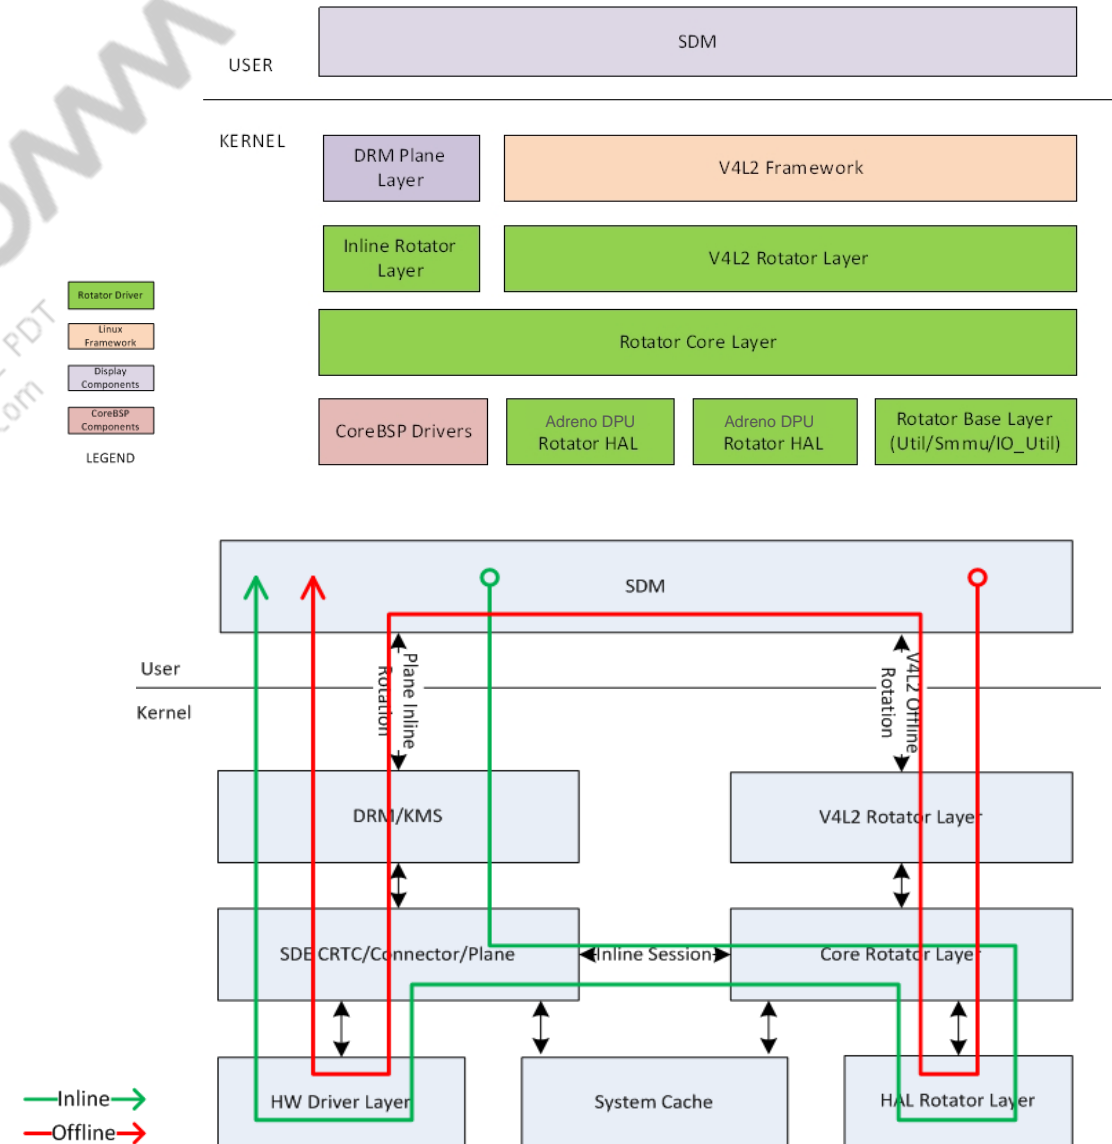 SDM
USER
KERNEL
DRM Plane
Layer
V4L2 Framework
Inline Rotator
Layer
V4L2 Rotator Layer
Rotator Driver
Linux
Framework
Display
Components
CoreBSP
Components
LEGEND
PDT
com
Rotator Core Layer
CoreBSP Drivers
Adreno DPU
Rotator HAL
Adreno DPU
Rotator HAL
Rotator Base Layer
(Util/Smmu/IO_Util)
SDM
User
Kernel
Plane Inline
Rotation
V4L2 Offline
Rotation
DRM/KMS
V4L2 Rotator Layer
SDE CRTC/Connector/Plane
Inline Session
Core Rotator Layer
HW Driver Layer
System Cache
HAL Rotator Layer
Inline
Offline